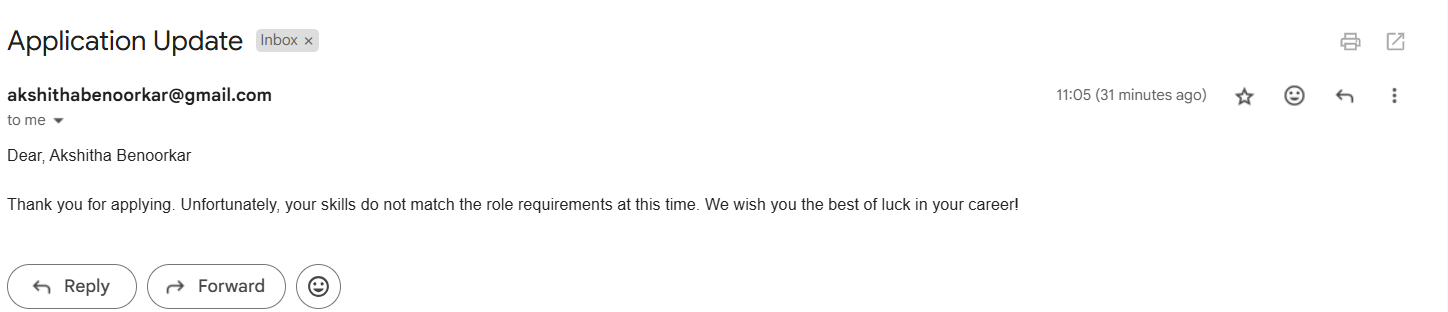 Application Update Inbox ×
akshithabenoorkar@gmail.com 11:05 (31 minutes ago)
to me
Dear, Akshitha Benoorkar
Thank you for applying. Unfortunately, your skills do not match the role requirements at this time. We wish you the best of luck in your career!
Reply Forward